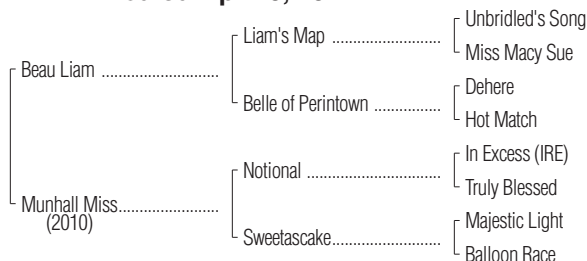 Unbridled's Song
Liam's Map ........................
Miss Macy Sue
Beau Liam ..........................
Dehere
Belle of Perintown ...............
Hot Match
In Excess (IRE)
Notional ..............................
Truly Blessed
Munhall Miss......................
(2010)
Majestic Light
Sweetascake......................
Balloon Race